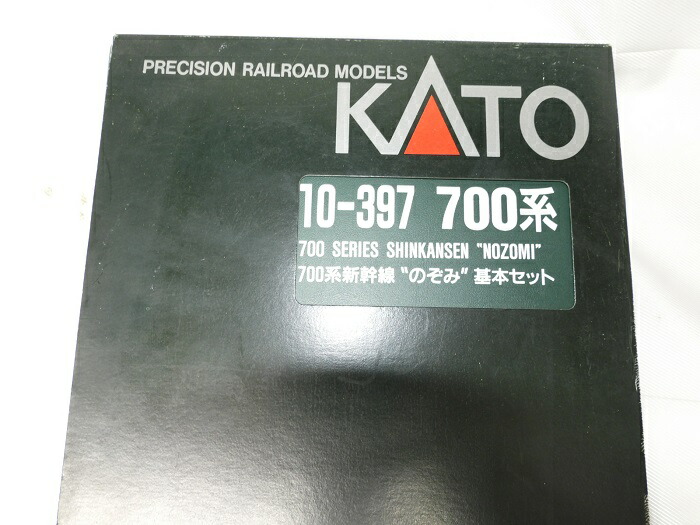 PRECISION RAILROAD MODELS
KATO
10-397 700系
700 SERIES SHINKANSEN "NOZOMI"
700系新幹線 "のぞみ" 基本セット